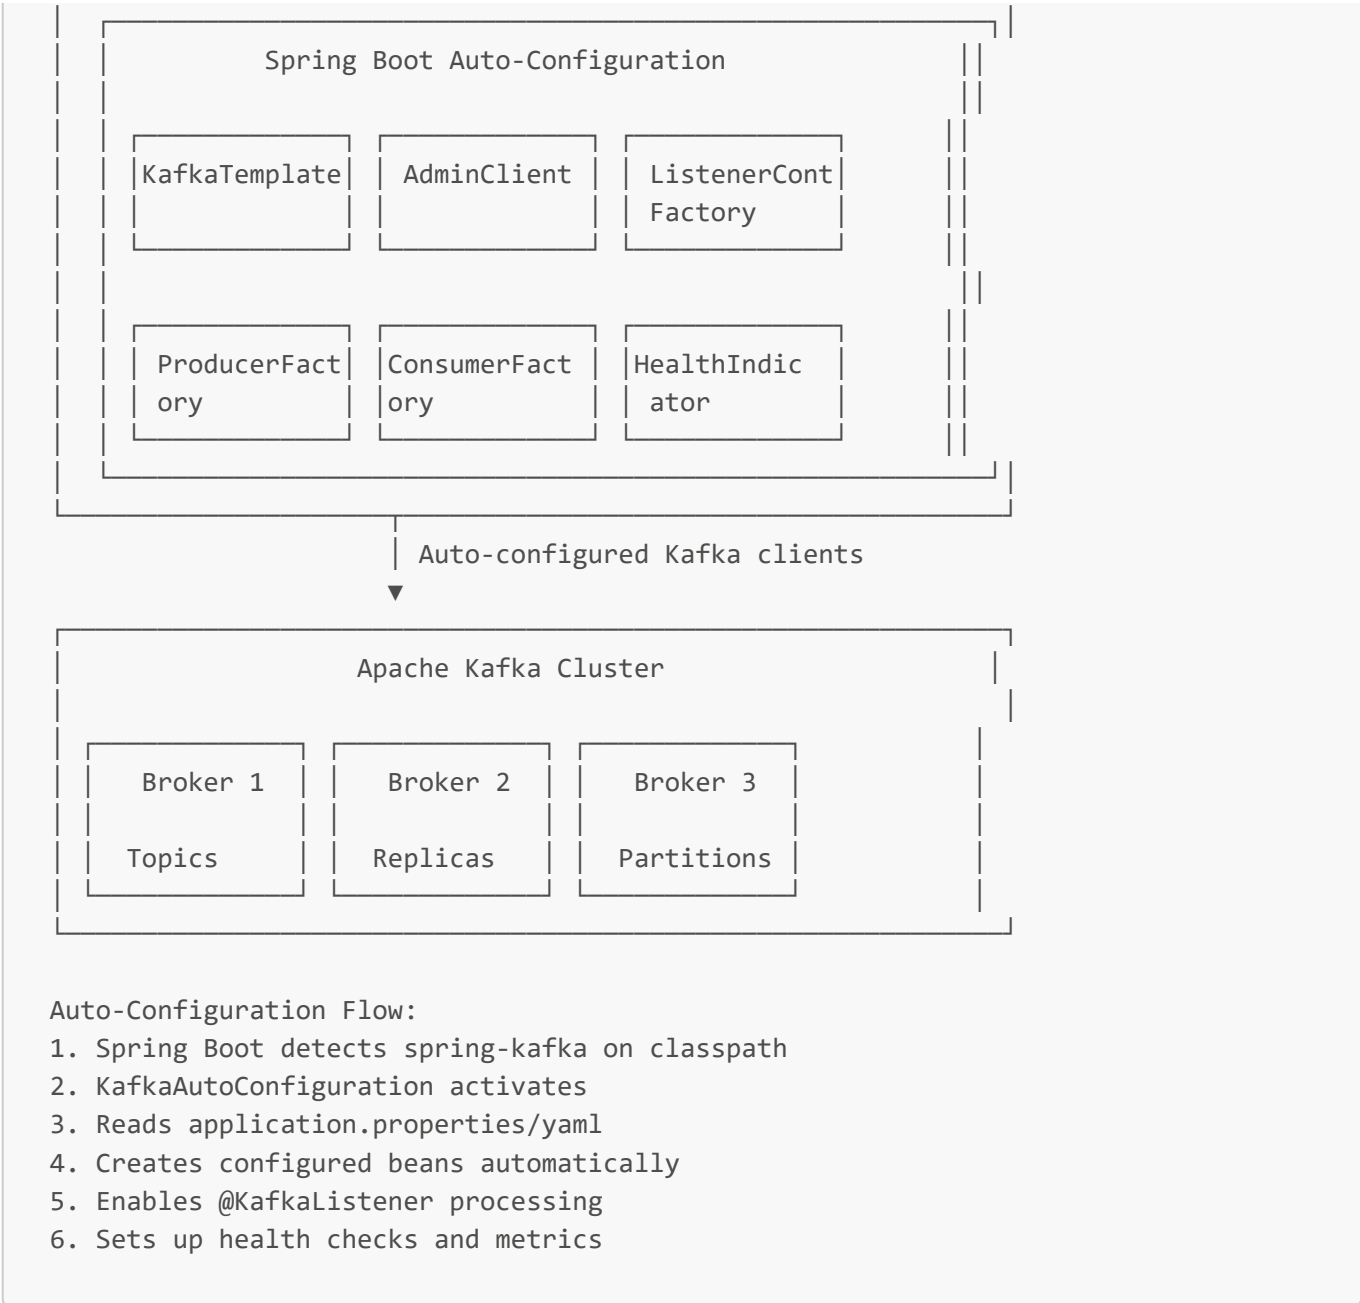 Spring Boot Auto-Configuration
KafkaTemplate AdminClient ListenerCont
Factory
ProducerFact ConsumerFact HealthIndic
ory ory ator
Auto-configured Kafka clients
▼
Apache Kafka Cluster
Broker 1 Broker 2 Broker 3
Topics Replicas Partitions
Auto-Configuration Flow:
1. Spring Boot detects spring-kafka on classpath
2. KafkaAutoConfiguration activates
3. Reads application.properties/yaml
4. Creates configured beans automatically
5. Enables @KafkaListener processing
6. Sets up health checks and metrics